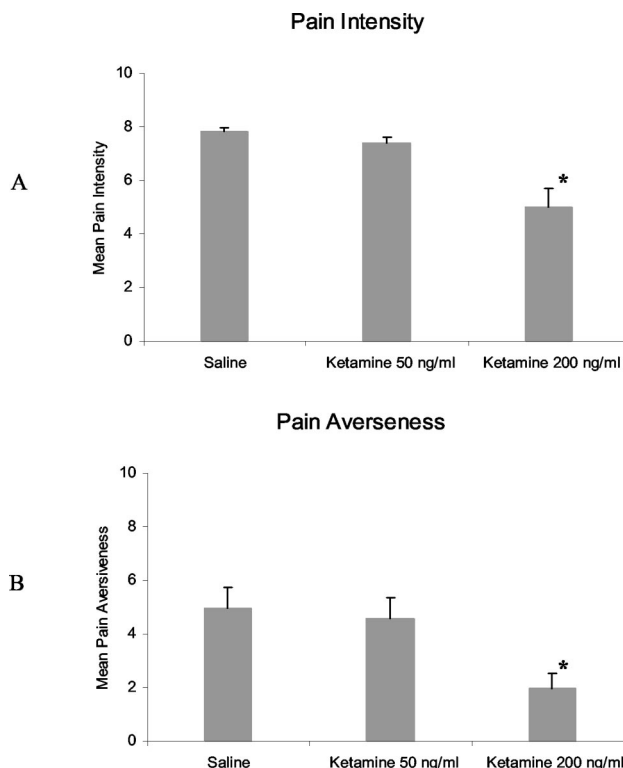 Pain Intensity
A
Mean Pain Intensity
10
8
6
4
2
0
*
Saline
Ketamine 50 ng/ml
Ketamine 200 ng/ml
Pain Averseness
B
Mean Pain Aversiveness
10
8
6
4
2
0
*
Saline
Ketamine 50 ng/ml
Ketamine 200 ng/ml